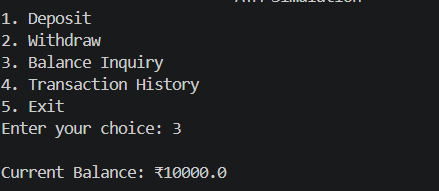 1. Deposit
2. Withdraw
3. Balance Inquiry
4. Transaction History
5. Exit
Enter your choice: 3
Current Balance: ₹10000.0